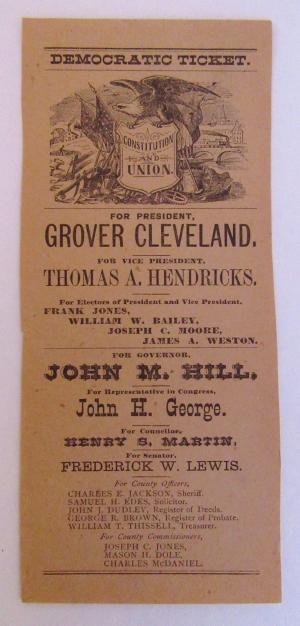 DEMOCRATIC TICKET.
CONSTITUTION
AND
UNION.
FOR PRESIDENT,
GROVER CLEVELAND.
FOR VICE PRESIDENT,
THOMAS A. HENDRICKS.
For Electors of President and Vice President,
FRANK JONES,
WILLIAM W. BAILEY,
JOSEPH C. MOORE,
JAMES A. WESTON.
FOR GOVERNOR,
JOHN M. HILL.
For Representative in Congress,
John H. George.
For Councilor,
HENRY S. MARTIN,
For Senator,
FREDERICK W. LEWIS.
For County Officers,
CHARLES E. JACKSON, Sheriff.
SAMUEL H. EDES, Solicitor.
JOHN J. DUDLEY, Register of Deeds.
GEORGE R. BROWN, Register of Probate.
WILLIAM T. THISSELL, Treasurer.
For County Commissioners,
JOSEPH C. JONES,
MASON H. DOLE,
CHARLES McDANIEL.